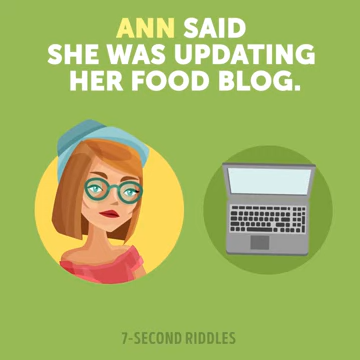 ANN SAID
SHE WAS UPDATING
HER FOOD BLOG.
7-SECOND RIDDLES